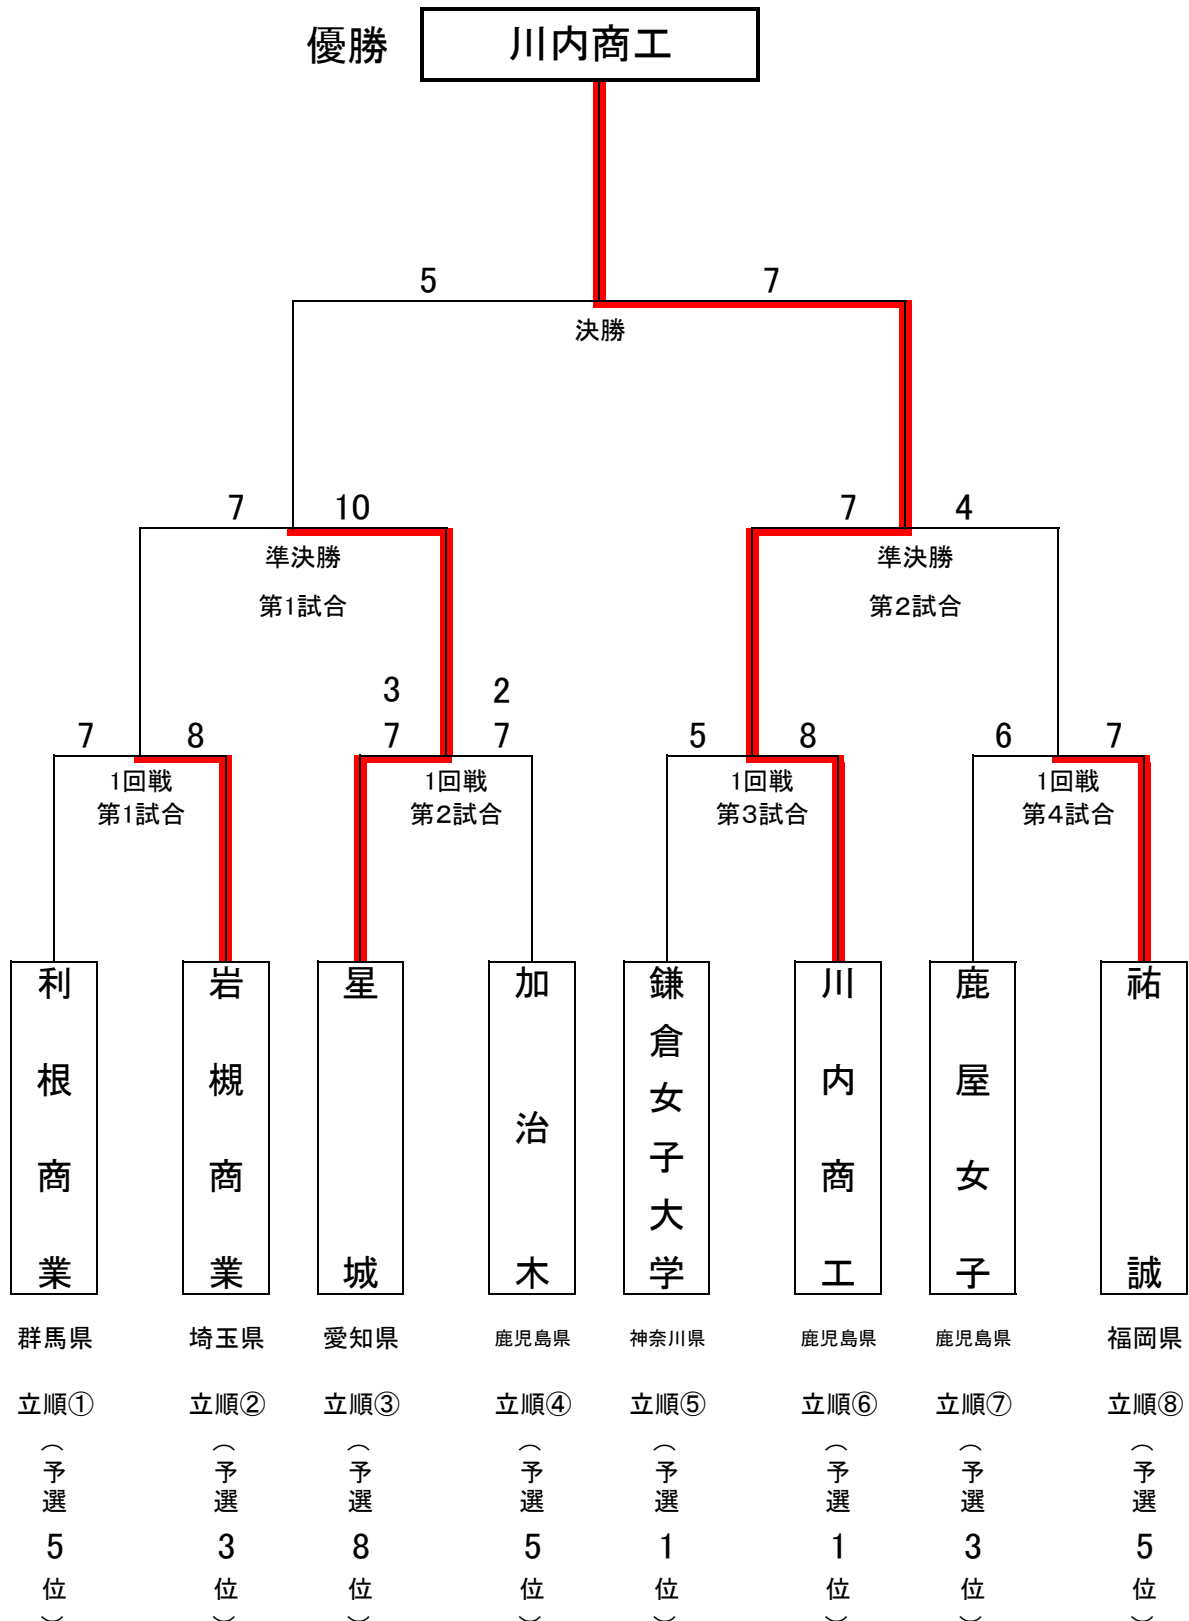 優勝 川内商工
5 7
決勝
7 10 7 4
準決勝 準決勝
第1試合 第2試合
3 2
7 8 7 7 5 8 6 7
1回戦 1回戦 1回戦 1回戦
第1試合 第2試合 第3試合 第4試合
利根商業
岩槻商業
星城
加治木
鎌倉女子大学
川内商工
鹿屋女子
祐誠
群馬県 埼玉県 愛知県 鹿児島県 神奈川県 鹿児島県 鹿児島県 福岡県
立順① 立順② 立順③ 立順④ 立順⑤ 立順⑥ 立順⑦ 立順⑧
（予選5位）
（予選3位）
（予選8位）
（予選5位）
（予選1位）
（予選1位）
（予選3位）
（予選5位）